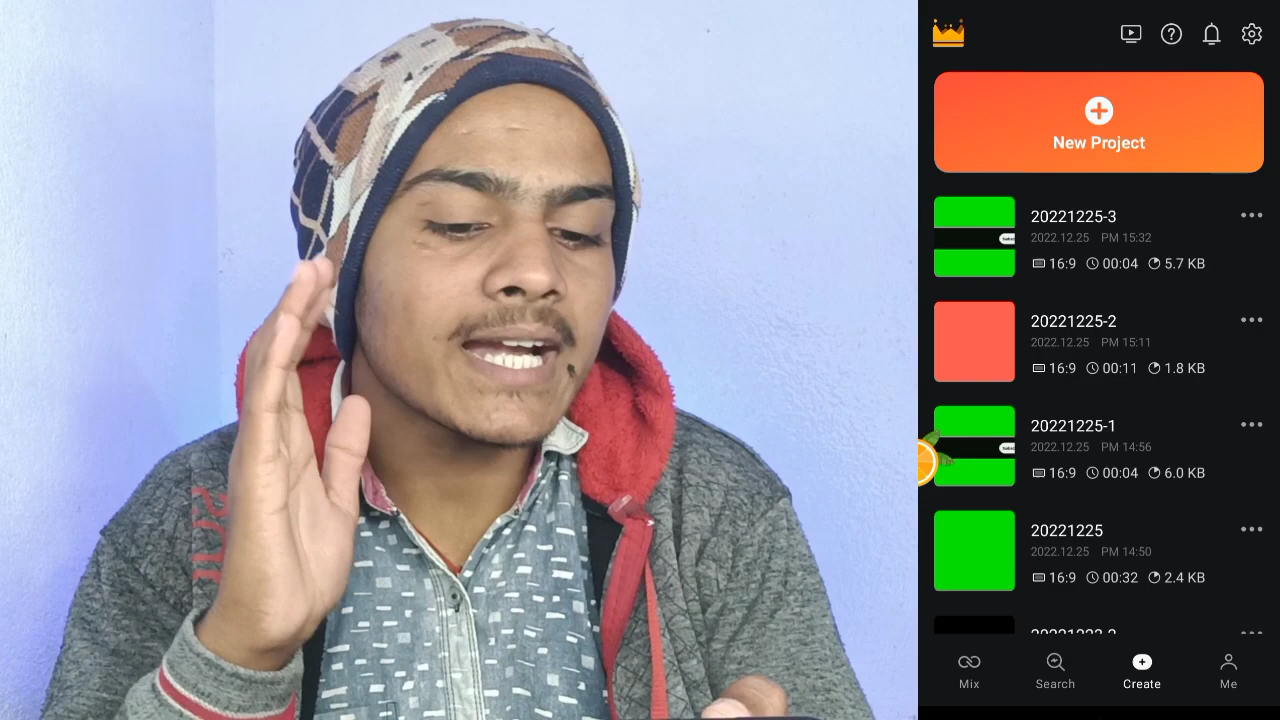 New Project
20221225-3
2022.12.25 PM 15:32
16:9 00:04 5.7 KB
20221225-2
2022.12.25 PM 15:11
16:9 00:11 1.8 KB
20221225-1
2022.12.25 PM 14:56
16:9 00:04 6.0 KB
20221225
2022.12.25 PM 14:50
16:9 00:32 2.4 KB
Mix
Search
Create
Me